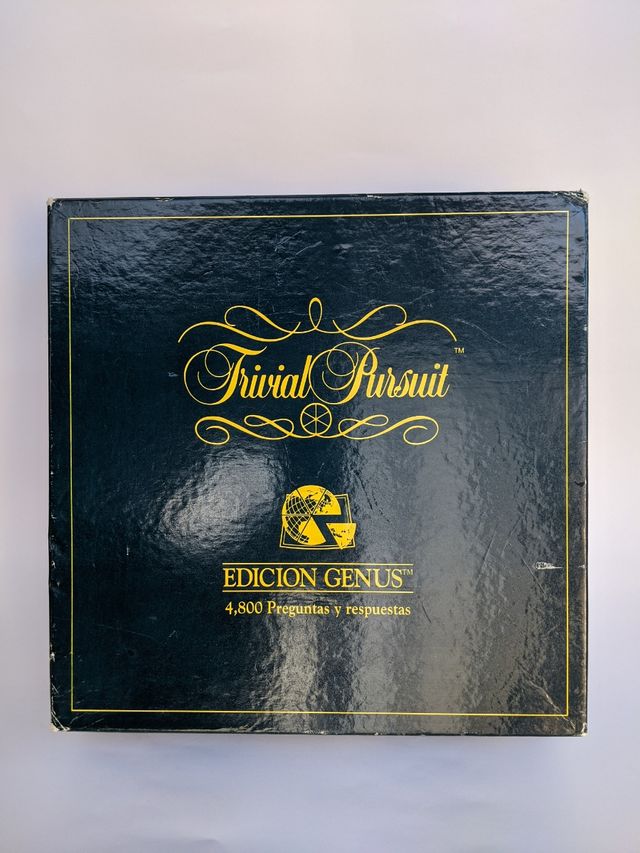 Trivial Pursuit™
EDICION GENUS™
4,800 Preguntas y respuestas